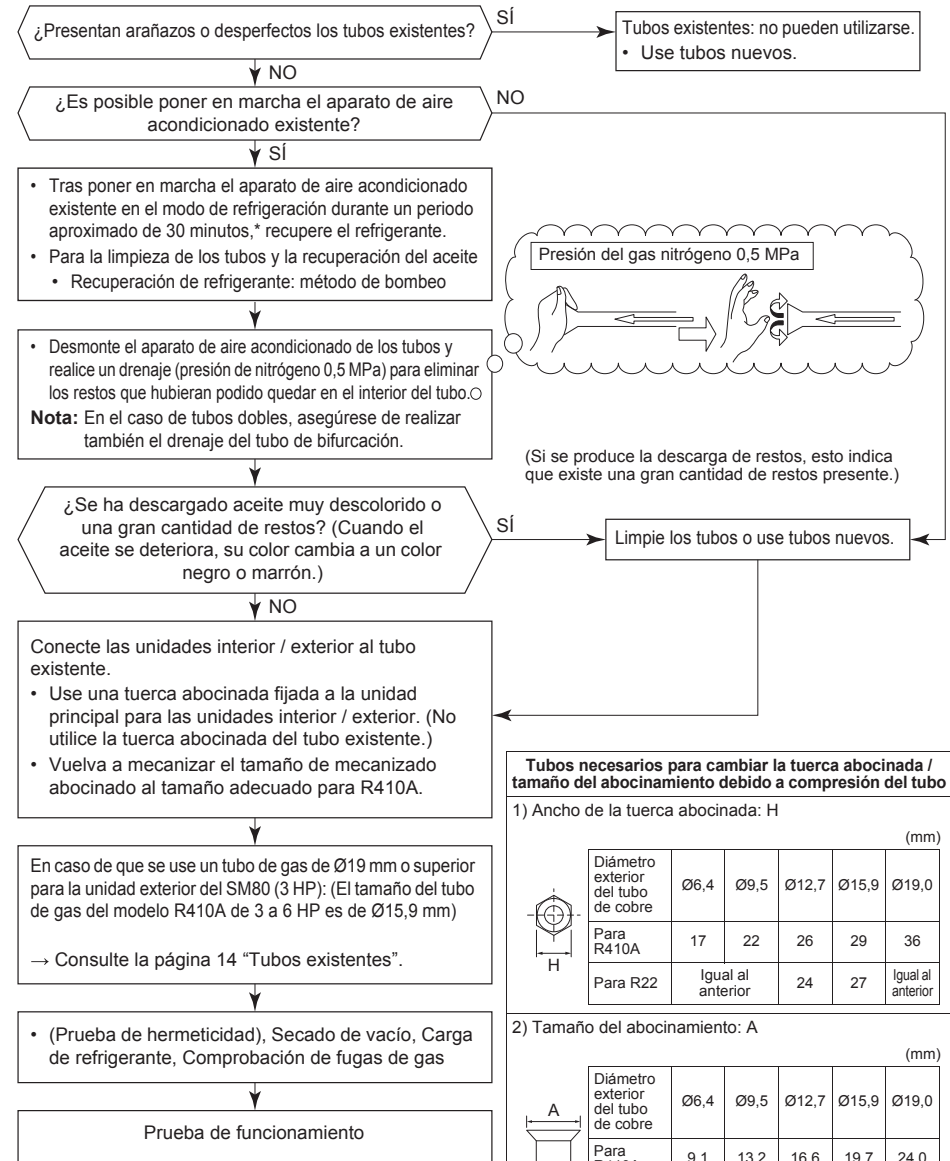 ¿Presentan arañazos o desperfectos los tubos existentes?
SÍ
Tubos existentes: no pueden utilizarse.
• Use tubos nuevos.
NO
¿Es posible poner en marcha el aparato de aire
acondicionado existente?
NO
SÍ
• Tras poner en marcha el aparato de aire acondicionado
existente en el modo de refrigeración durante un periodo
aproximado de 30 minutos,* recupere el refrigerante.
• Para la limpieza de los tubos y la recuperación del aceite
• Recuperación de refrigerante: método de bombeo
Presión del gas nitrógeno 0,5 MPa
• Desmonte el aparato de aire acondicionado de los tubos y
realice un drenaje (presión de nitrógeno 0,5 MPa) para eliminar
los restos que hubieran podido quedar en el interior del tubo.
Nota: En el caso de tubos dobles, asegúrese de realizar
también el drenaje del tubo de bifurcación.
(Si se produce la descarga de restos, esto indica
que existe una gran cantidad de restos presente.)
¿Se ha descargado aceite muy descolorido o
una gran cantidad de restos? (Cuando el
aceite se deteriora, su color cambia a un color
negro o marrón.)
SÍ
Limpie los tubos o use tubos nuevos.
NO
Conecte las unidades interior / exterior al tubo
existente.
• Use una tuerca abocinada fijada a la unidad
principal para las unidades interior / exterior. (No
utilice la tuerca abocinada del tubo existente.)
• Vuelva a mecanizar el tamaño de mecanizado
abocinado al tamaño adecuado para R410A.
En caso de que se use un tubo de gas de Ø19 mm o superior
para la unidad exterior del SM80 (3 HP): (El tamaño del tubo
de gas del modelo R410A de 3 a 6 HP es de Ø15,9 mm)
→ Consulte la página 14 “Tubos existentes”.
• (Prueba de hermeticidad), Secado de vacío, Carga
de refrigerante, Comprobación de fugas de gas
Prueba de funcionamiento
Tubos necesarios para cambiar la tuerca abocinada /
tamaño del abocinamiento debido a compresión del tubo
1) Ancho de la tuerca abocinada: H
(mm)
H
Diámetro
exterior
del tubo
de cobre
Ø6,4 Ø9,5 Ø12,7 Ø15,9 Ø19,0
Para
R410A
17 22 26 29 36
Para R22
Igual al
anterior
24 27
Igual al
anterior
2) Tamaño del abocinamiento: A
(mm)
A
Diámetro
exterior
del tubo
de cobre
Ø6,4 Ø9,5 Ø12,7 Ø15,9 Ø19,0
Para
9,1 13,2 16,6 19,7 24,0